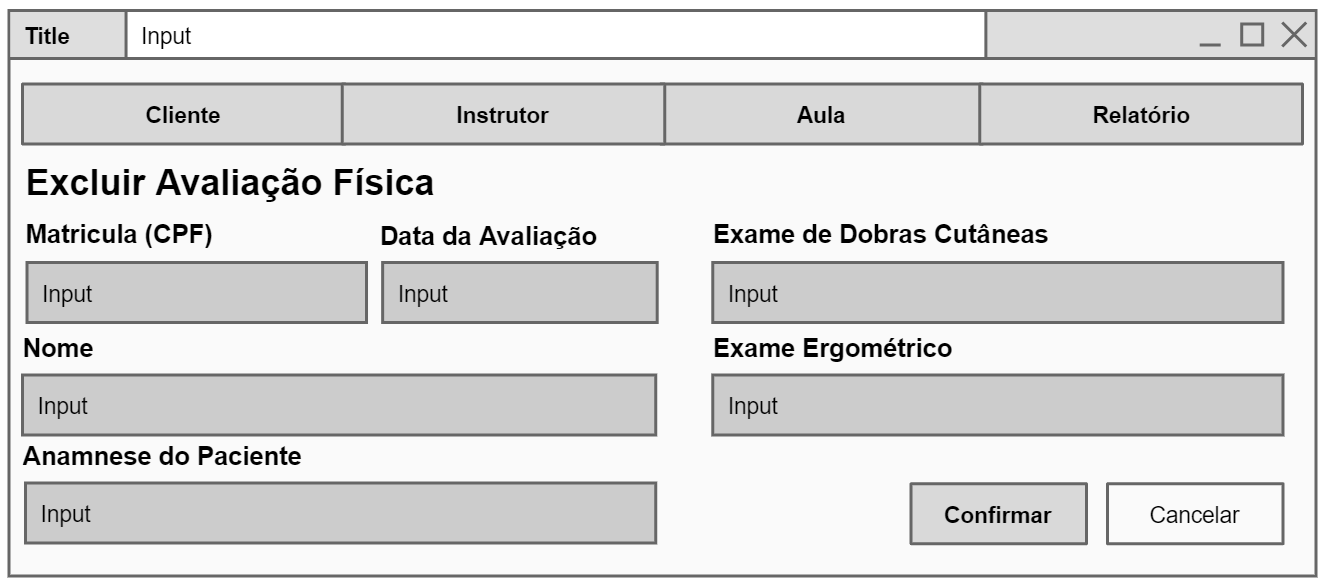 Title Input
Cliente Instrutor Aula Relatório
Excluir Avaliação Física
Matricula (CPF) Data da Avaliação Exame de Dobras Cutâneas
Input Input Input
Nome Exame Ergométrico
Input Input
Anamnese do Paciente
Input Confirmar Cancelar